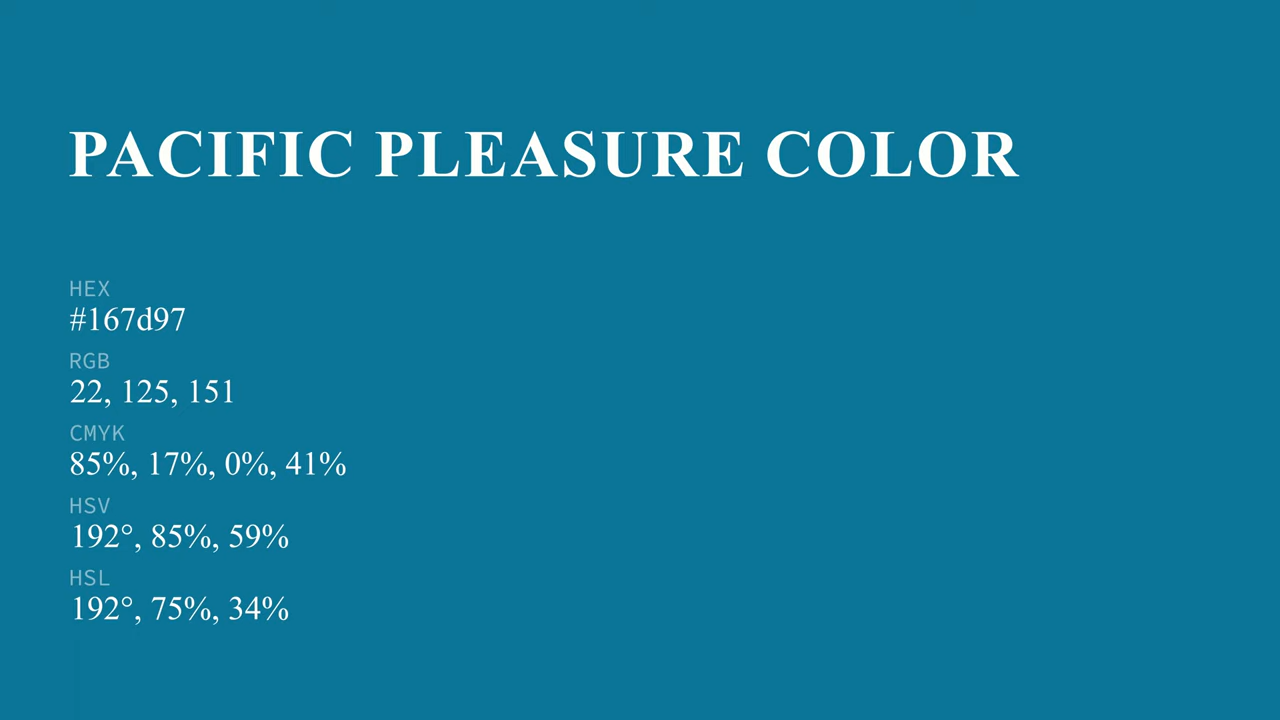 PACIFIC PLEASURE COLOR
HEX
#167d97
RGB
22, 125, 151
CMYK
85%, 17%, 0%, 41%
HSV
192°, 85%, 59%
HSL
192°, 75%, 34%